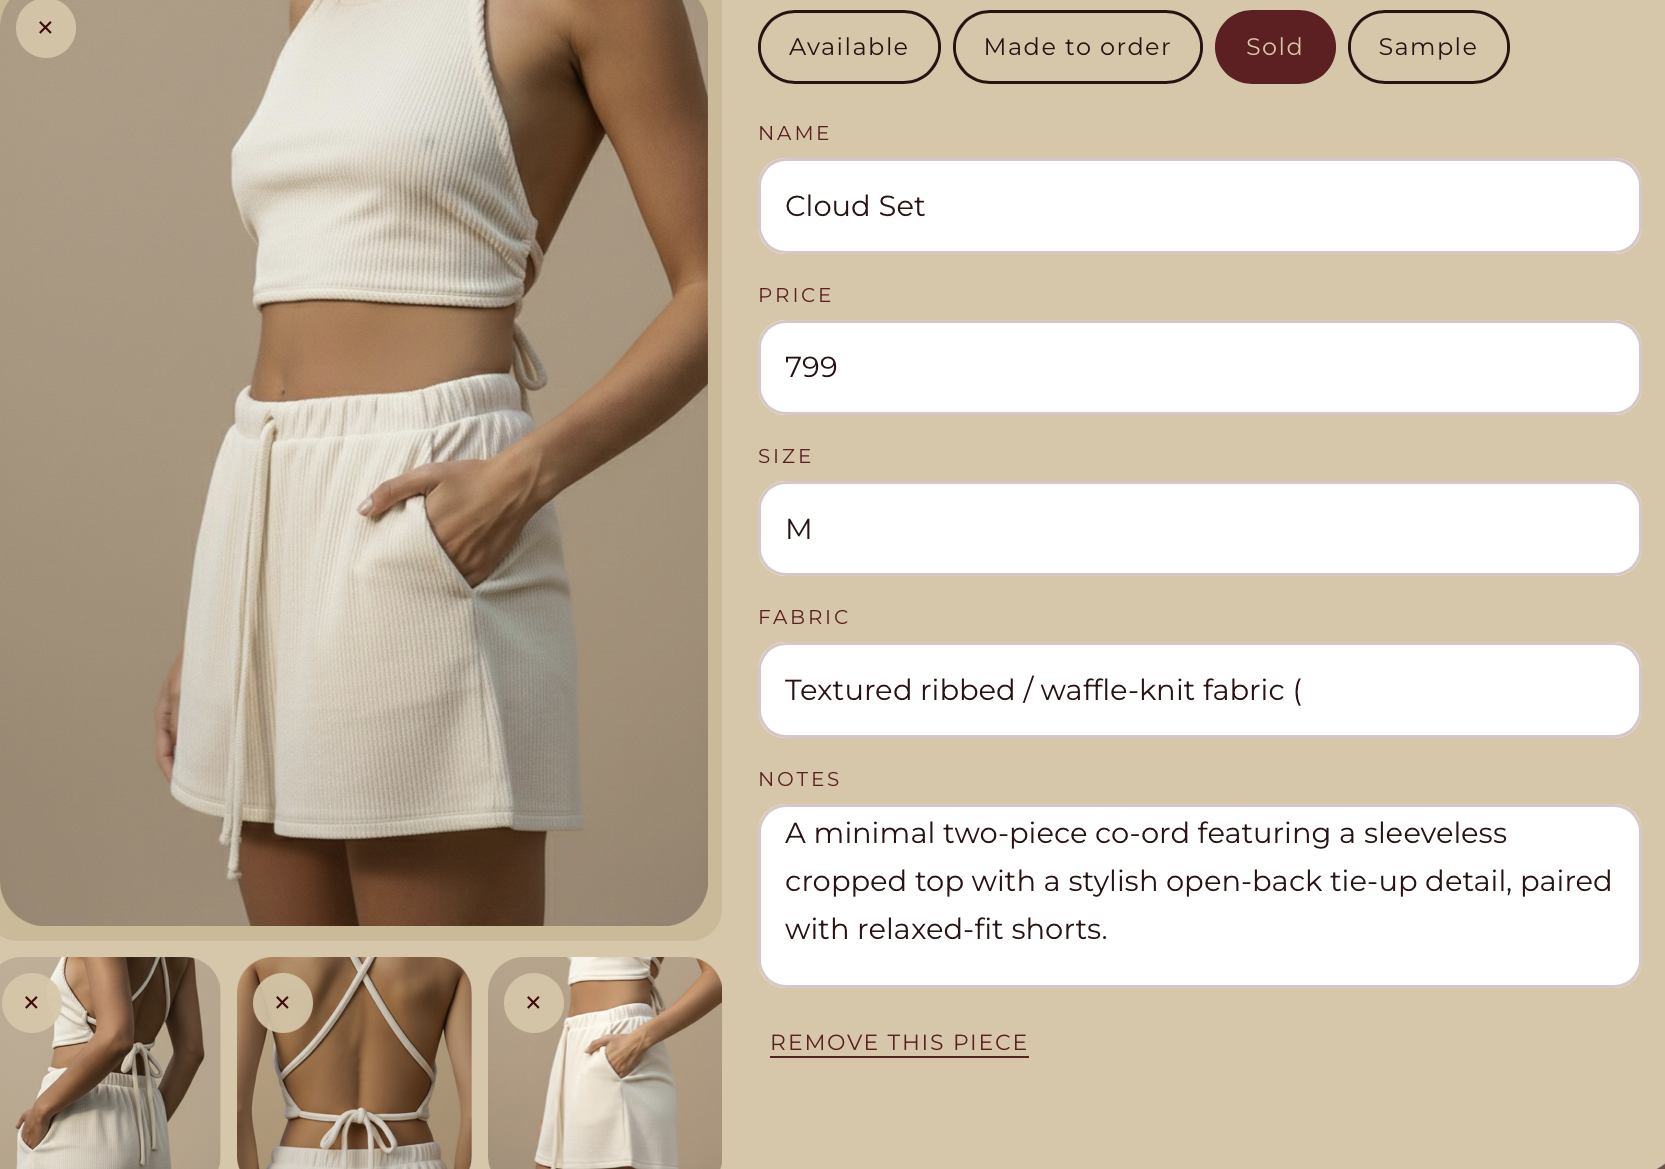 Available
Made to order
Sold
Sample
NAME
Cloud Set
PRICE
799
SIZE
M
FABRIC
Textured ribbed / waffle-knit fabric (
NOTES
A minimal two-piece co-ord featuring a sleeveless
cropped top with a stylish open-back tie-up detail, paired
with relaxed-fit shorts.
REMOVE THIS PIECE